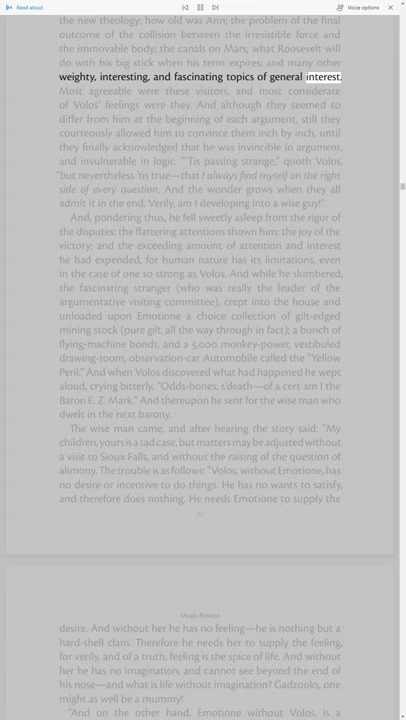 Read aloud
Voice options
the new theology; how old was Ann; the problem of the final
outcome of the collision between the irresistible force and
the immovable body; the canals on Mars; what Roosevelt will
do with his big stick when his term expires; and many other
weighty, interesting, and fascinating topics of general interest.
Most agreeable were these visitors, and most considerate
of Volos' feelings were they. And although they seemed to
differ from him at the beginning of each argument, still they
courteously allowed him to convince them inch by inch, until
they finally acknowledged that he was invincible in argument,
and invulnerable in logic. "'Tis passing strange," quoth Volos,
"but nevertheless 'tis true—that I always find myself on the right
side of every question. And the wonder grows when they all
admit it in the end. Verily, am I developing into a wise guy!"
And, pondering thus, he fell sweetly asleep from the rigor of
the disputes; the flattering attentions shown him; the joy of the
victory; and the exceeding amount of attention and interest
he had expended, for human nature has its limitations, even
in the case of one so strong as Volos. And while he slumbered,
the fascinating stranger (who was really the leader of the
argumentative visiting committee), crept into the house and
unloaded upon Emotione a choice collection of gilt-edged
mining stock (pure gilt, all the way through in fact); a bunch of
flying-machine bonds, and a 5,000 monkey-power, vestibuled
drawing-room, observation-car Automobile called the "Yellow
Peril." And when Volos discovered what had happened he wept
aloud, crying bitterly, "Odds-bones; s'death—of a cert am I the
Baron E. Z. Mark." And thereupon he sent for the wise man who
dwelt in the next barony.
The wise man came, and after hearing the story said: "My
children, yours is a sad case, but matters may be adjusted without
a visit to Sioux Falls, and without the raising of the question of
alimony. The trouble is as follows: "Volos, without Emotione, has
no desire or incentive to do things. He has no wants to satisfy,
and therefore does nothing. He needs Emotione to supply the
77
Mind-Power
desire. And without her he has no feeling—he is nothing but a
hard-shell clam. Therefore he needs her to supply the feeling,
for verily, and of a truth, feeling is the spice of life. And without
her he has no imagination, and cannot see beyond the end of
his nose—and what is life without imagination? Gadzooks, one
might as well be a mummy!
"And on the other hand, Emotione without Volos, is a